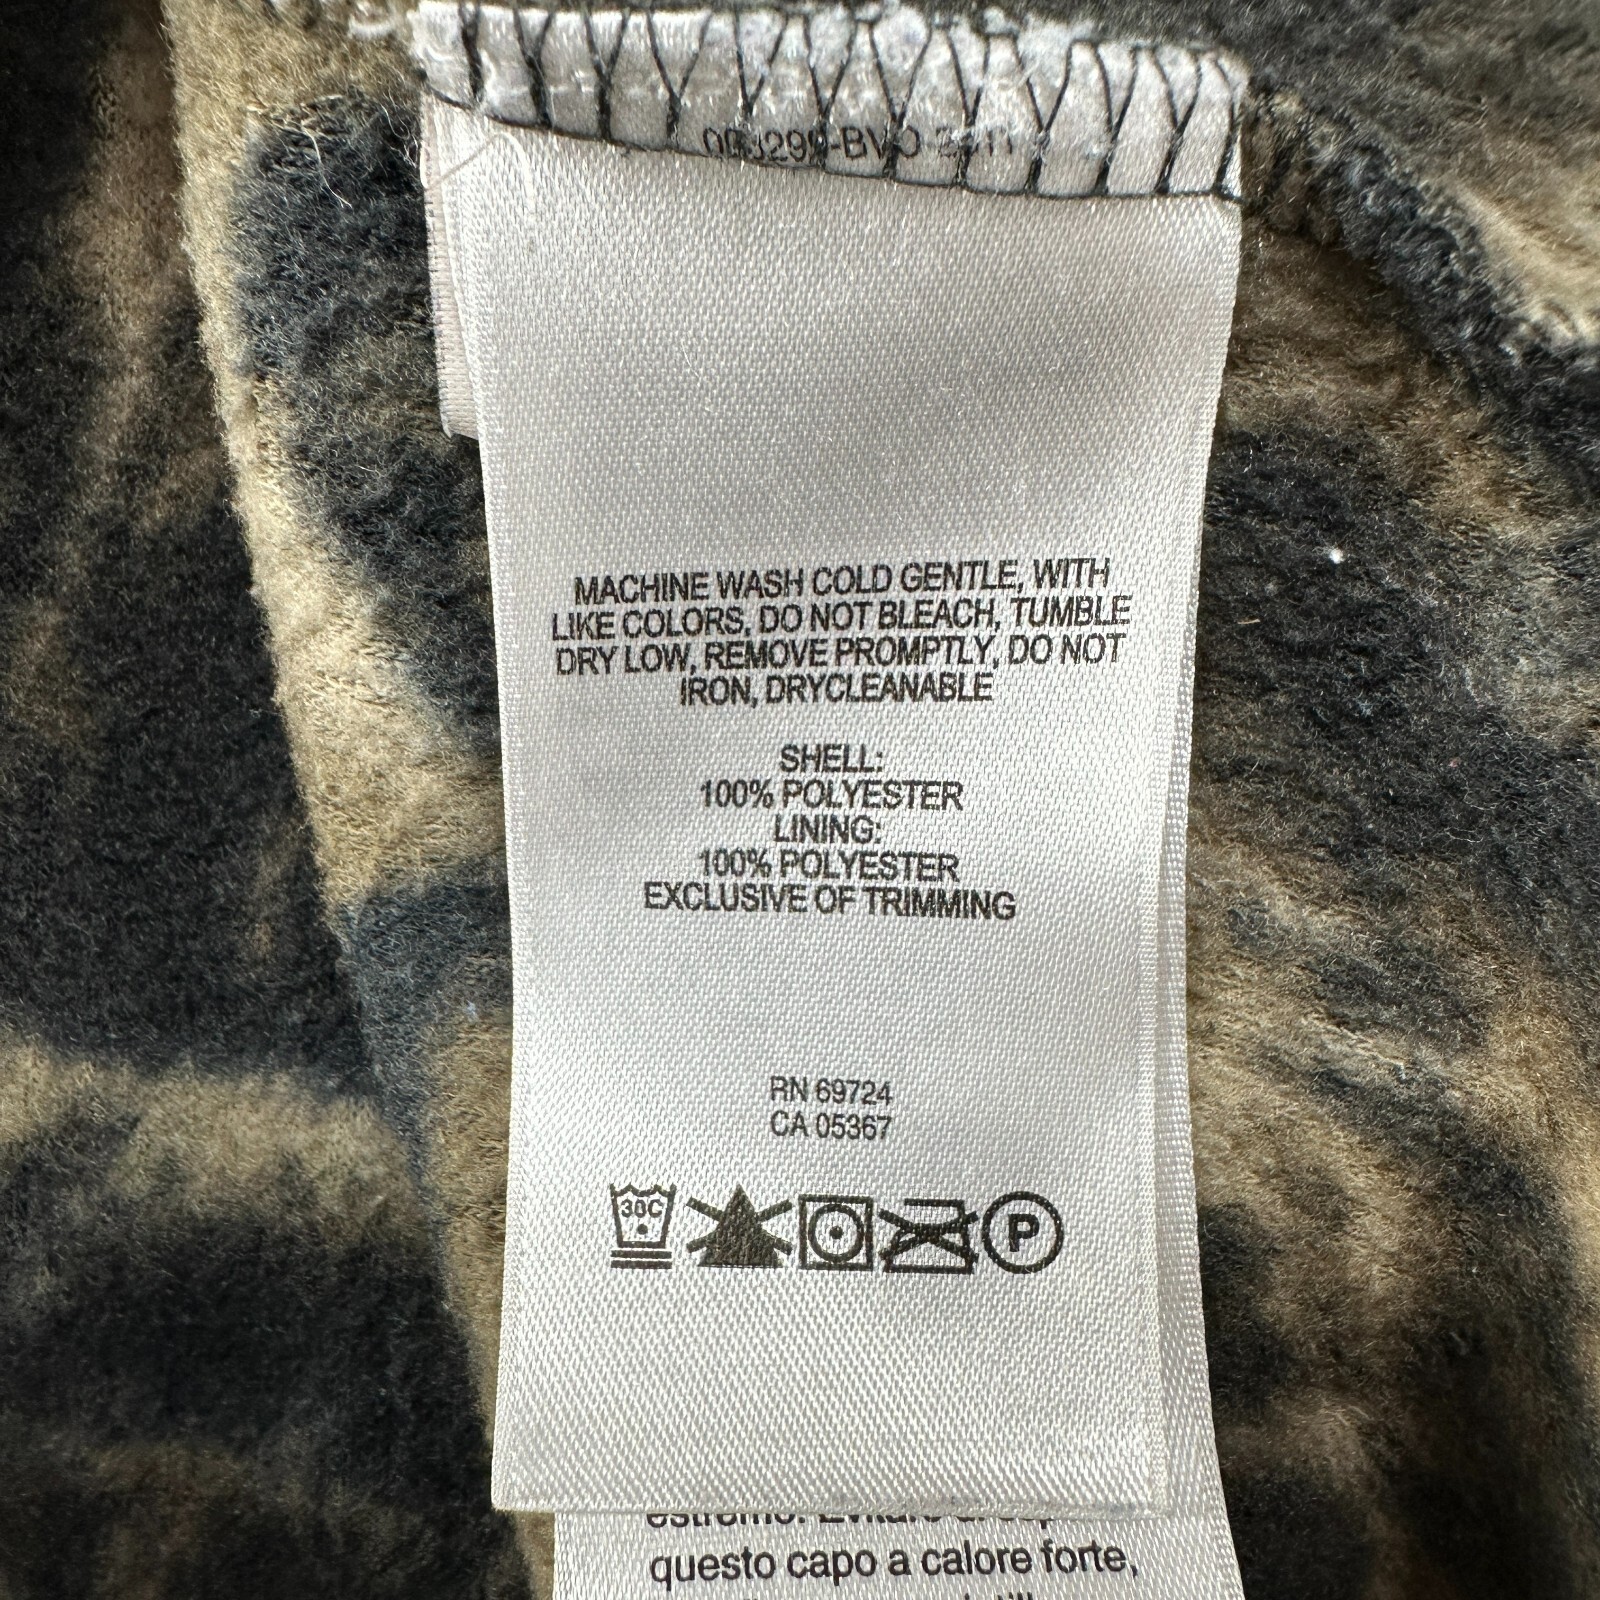 MACHINE WASH COLD GENTLE, WITH
LIKE COLORS, DO NOT BLEACH, TUMBLE
DRY LOW, REMOVE PROMPTLY, DO NOT
IRON, DRYCLEANABLE
SHELL:
100% POLYESTER
LINING:
100% POLYESTER
EXCLUSIVE OF TRIMMING
RN 69724
CA 05367
30C
P
questo capo a calore forte,